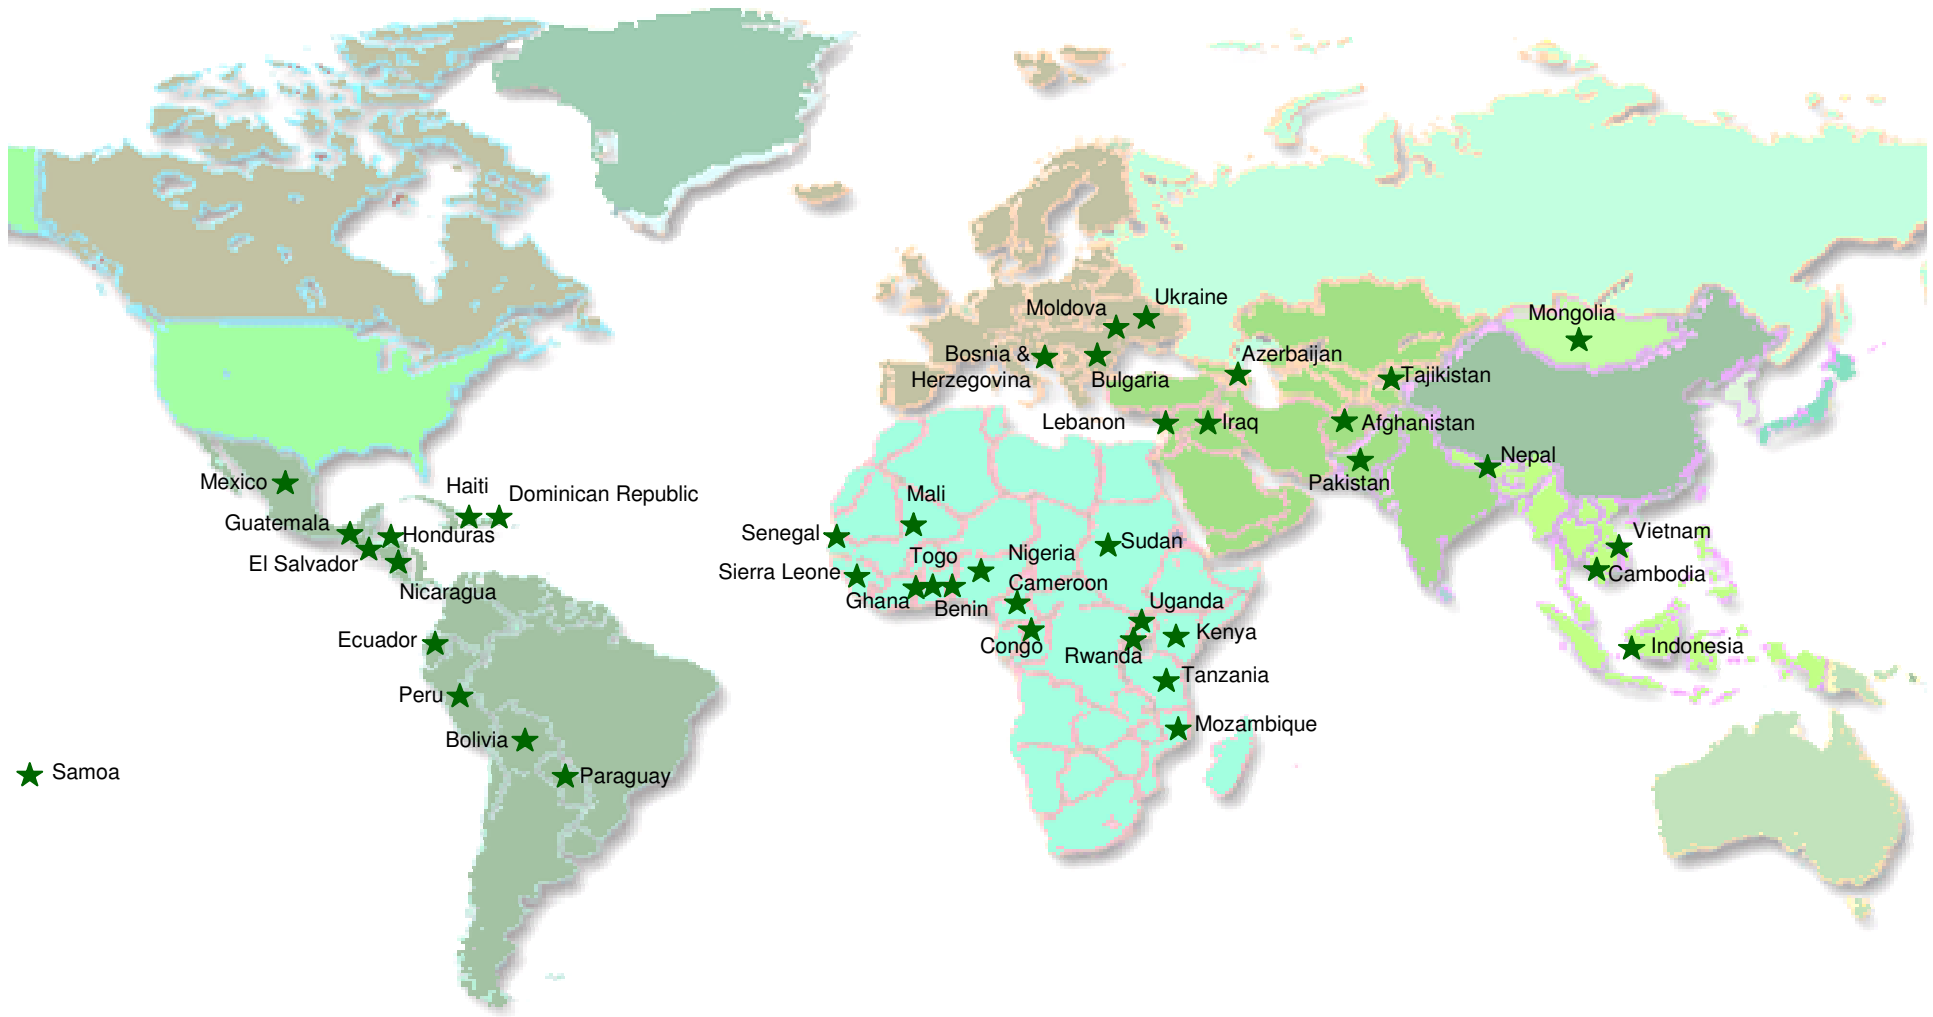 Ukraine
Moldova
Mongolia
Bosnia &
Herzegovina
Azerbaijan
Bulgaria
Tajikistan
Lebanon
Iraq
Afghanistan
Nepal
Pakistan
Mexico
Haiti
Dominican Republic
Mali
Guatemala
Honduras
Senegal
Sudan
Vietnam
El Salvador
Togo
Nigeria
Sierra Leone
Cameroon
Cambodia
Nicaragua
Ghana
Benin
Uganda
Ecuador
Congo
Kenya
Rwanda
Indonesia
Tanzania
Peru
Mozambique
Bolivia
Samoa
Paraguay